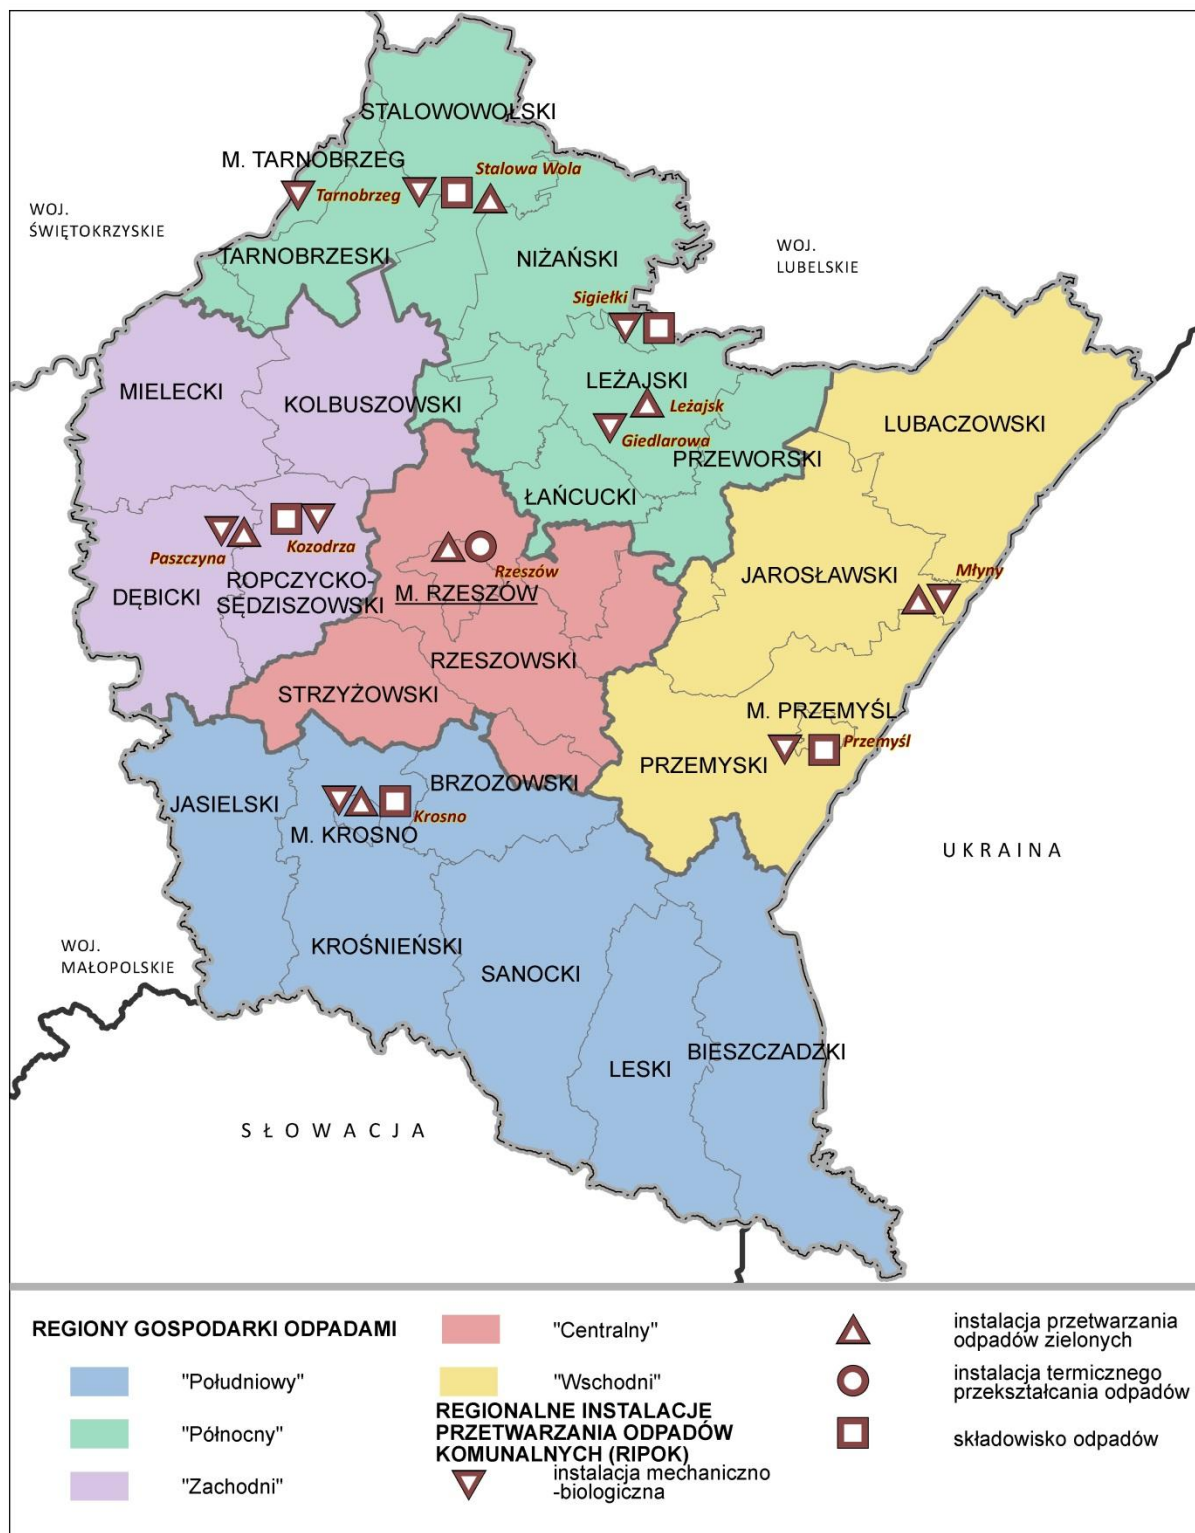 STALOWOWOLSKI
M. TARNOBRZEG
Stalowa Wola
Tarnobrzeg
WOJ.
ŚWIĘTOKRZYSKIE
TARNOBRZESKI
NIŻAŃSKI
WOJ.
LUBELSKIE
Sigiełki
MIELECKI
KOLBUSZOWSKI
LEŻAJSKI
Leżajsk
Giedlarowa
LUBACZOWSKI
PRZEWORSKI
ŁAŃCUCKI
Paszczyna
Kozodrza
Rzeszów
DĘBICKI
ROPCZYCKO-
SĘDZISZOWSKI
M. RZESZÓW
JAROSŁAWSKI
Młyny
RZESZOWSKI
STRZYŻOWSKI
M. PRZEMYŚL
Przemyśl
PRZEMYSKI
JASIELSKI
BRZOZOWSKI
Krosno
M. KROSNO
UKRAINA
WOJ.
MAŁOPOLSKIE
KROŚNIEŃSKI
SANOCKI
LESKI
BIESZCZADZKI
SŁOWACJA
REGIONY GOSPODARKI ODPADAMI
"Południowy"
"Północny"
"Zachodni"
"Centralny"
"Wschodni"
REGIONALNE INSTALACJE
PRZETWARZANIA ODPADÓW
KOMUNALNYCH (RIPOK)
instalacja mechaniczno
-biologiczna
instalacja przetwarzania
odpadów zielonych
instalacja termicznego
przekształcania odpadów
składowisko odpadów